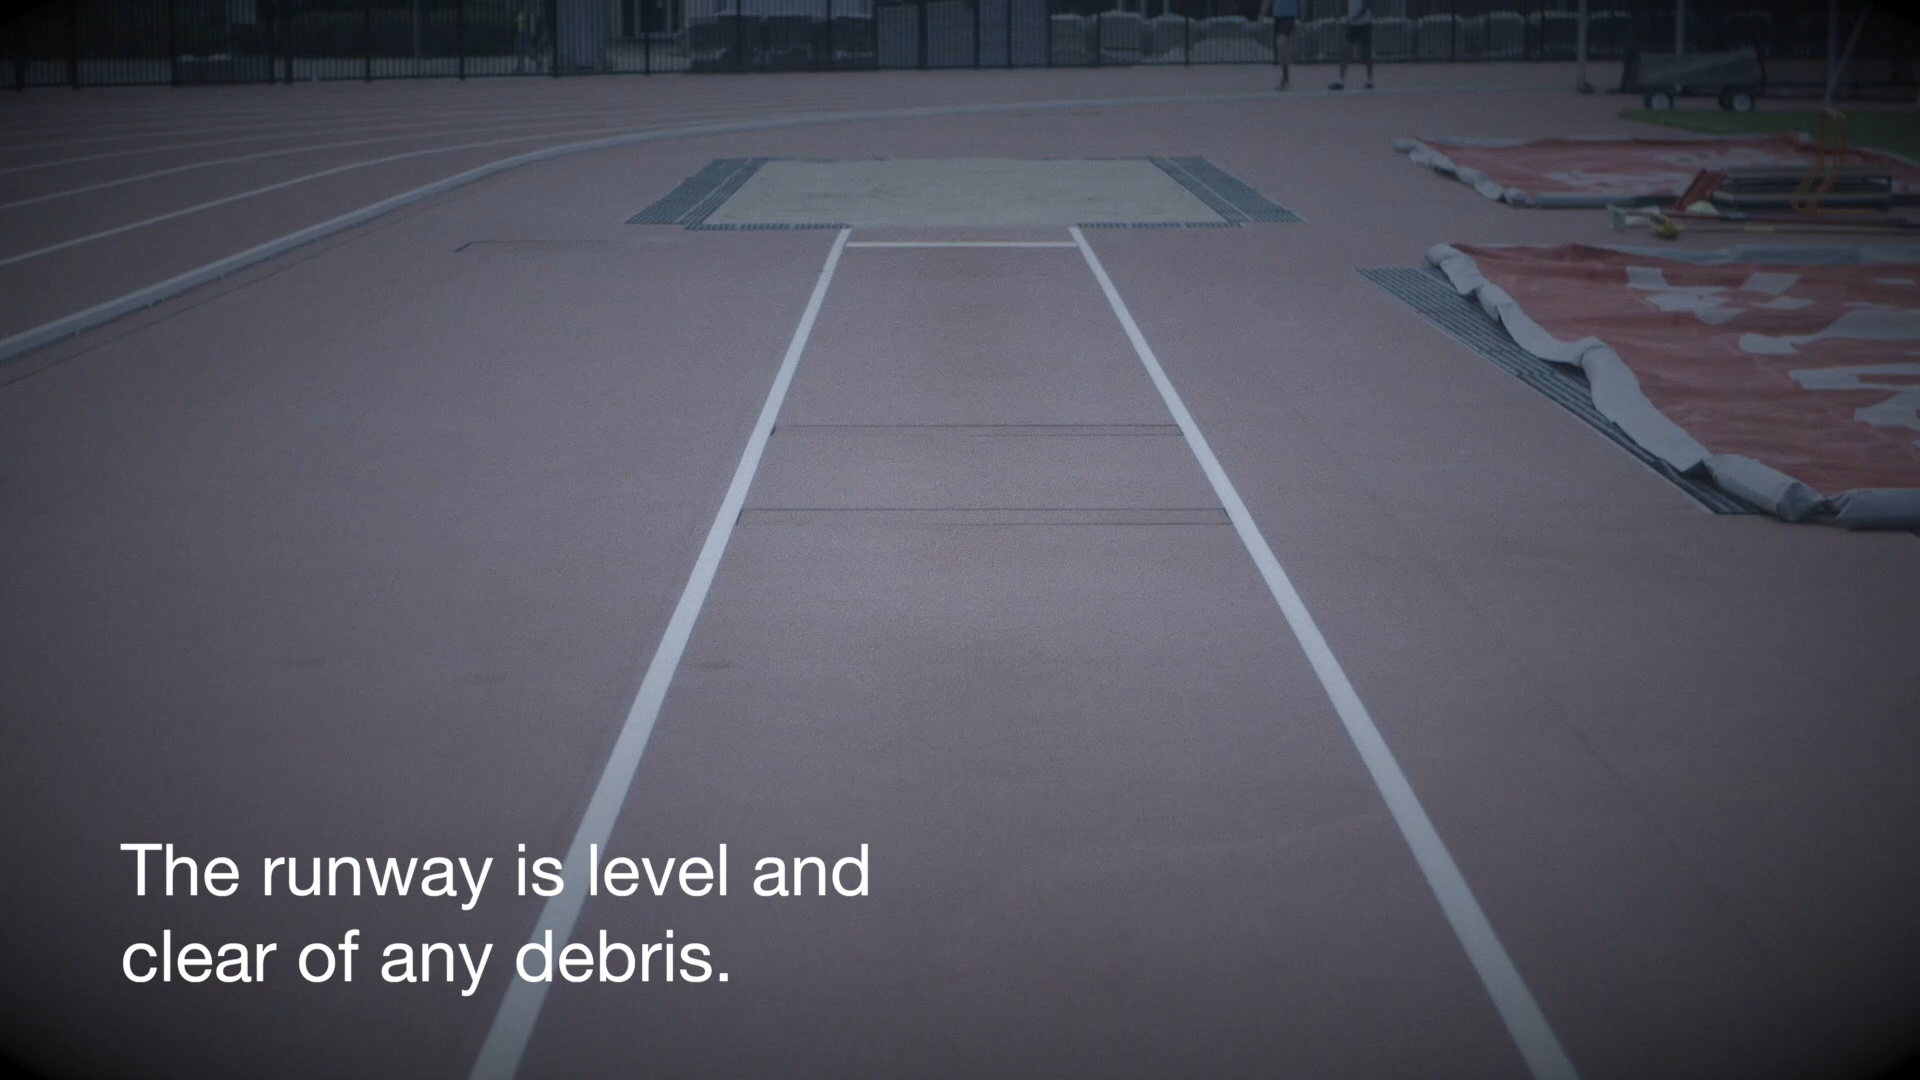 The runway is level and
clear of any debris.